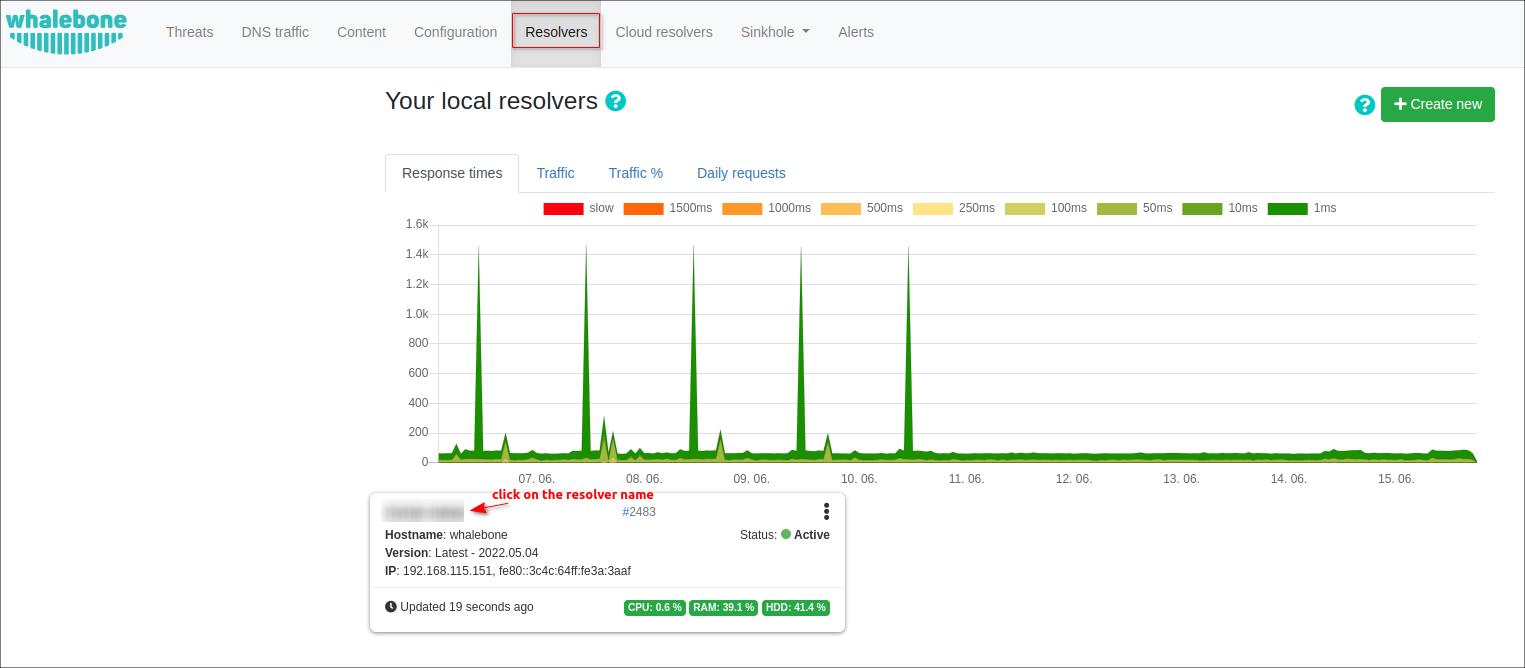 whalebone
Threats DNS traffic Content Configuration Resolvers Cloud resolvers Sinkhole Alerts
Your local resolvers ?
? + Create new
Response times Traffic Traffic % Daily requests
slow 1500ms 1000ms 500ms 250ms 100ms 50ms 10ms 1ms
1.6k
1.4k
1.2k
1.0k
800
600
400
200
0
07. 06. 08. 06. 09. 06. 10. 06. 11. 06. 12. 06. 13. 06. 14. 06. 15. 06.
click on the resolver name
#2483
Hostname: whalebone Status: Active
Version: Latest - 2022.05.04
IP: 192.168.115.151, fe80::3c4c:64ff:fe3a:3aaf
Updated 19 seconds ago CPU: 0.6 % RAM: 39.1 % HDD: 41.4 %